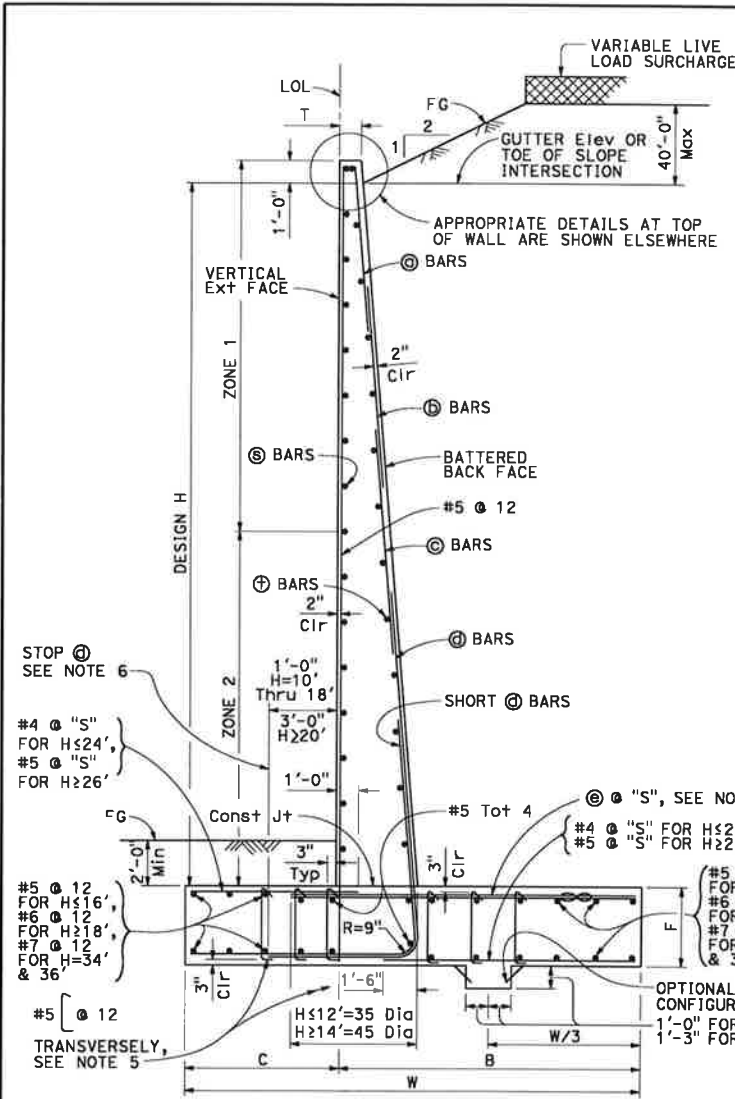 VARIABLE LIVE
LOAD SURCHARGE
LOL
T
FG
2
1
GUTTER Elev OR
TOE OF SLOPE
INTERSECTION
40'-0"
Max
1'-0"
APPROPRIATE DETAILS AT TOP
OF WALL ARE SHOWN ELSEWHERE
ⓐ BARS
VERTICAL
Ext FACE
ZONE 1
2"
Clr
ⓑ BARS
ⓢ BARS
BATTERED
BACK FACE
DESIGN H
#5 @ 12
ⓒ BARS
ⓣ BARS
2"
Clr
ⓓ BARS
STOP ⓓ
SEE NOTE 6
ZONE 2
1'-0"
H=10'
Thru 18'
3'-0"
H≥20'
SHORT ⓓ BARS
#4 @ "S"
FOR H≤24',
#5 @ "S"
FOR H≥26'
1'-0"
ⓔ @ "S", SEE NO
FG
Const Jt
#5 Tot 4
#4 @ "S" FOR H≤2
#5 @ "S" FOR H≥2
2'-0"
Min
3"
Typ
3"
Clr
#5 @ 12
FOR H≤16',
#6 @ 12
FOR H≥18',
#7 @ 12
FOR H=34'
& 36'
#5
FOR
#6
FOR
#7
FOR
& 3
F
R=9"
3"
Clr
1'-6"
OPTIONAL
CONFIGUR
#5 [ @ 12
H≤12'=35 Dia
H≥14'=45 Dia
1'-0" FOR
1'-3" FOR
TRANSVERSELY,
SEE NOTE 5
W/3
C
B
W